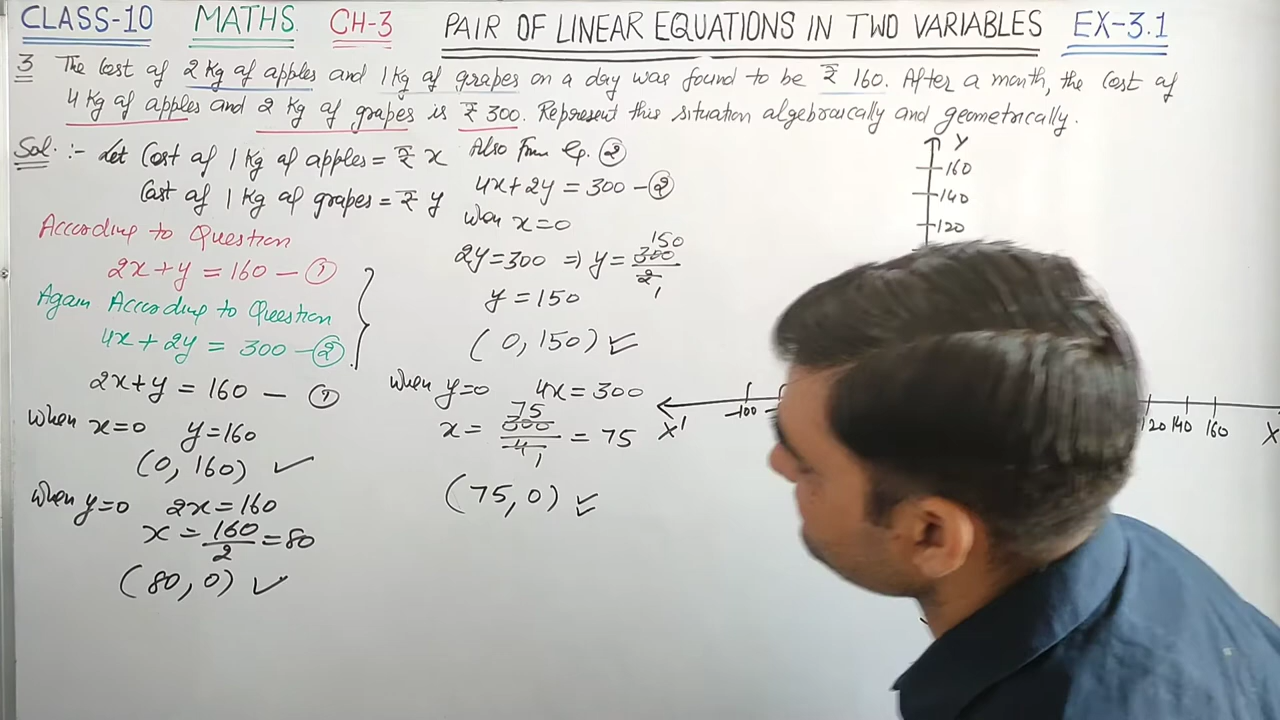 CLASS-10 MATHS. CH-3 PAIR OF LINEAR EQUATIONS IN TWO VARIABLES EX-3.1
3 The Cost of 2 Kg of apples and 1 Kg of grapes on a day was found to be ₹ 160. After a month, the Cost of
4 Kg of apples and 2 Kg of grapes is ₹ 300. Represent this situation algebraically and geometrically.
Sol. :- Let Cost of 1 Kg of apples = ₹ x
Cost of 1 Kg of grapes = ₹ y
According to Question
2x + y = 160 — ①
Again According to Question
4x + 2y = 300 — ②
2x + y = 160 — ①
when x=0 y=160
(0, 160) ✓
when y=0 2x = 160
x = 160/2 = 80
(80, 0) ✓
Also From Eq. ②
4x + 2y = 300 — ②
When x=0
2y = 300 ⇒ y = 300/2 150 1
y = 150
(0, 150) ✓
when y=0 4x = 300
x = 300/4 75 1 = 75
(75, 0) ✓
Y
160
140
120
X' -100 120 140 160 X